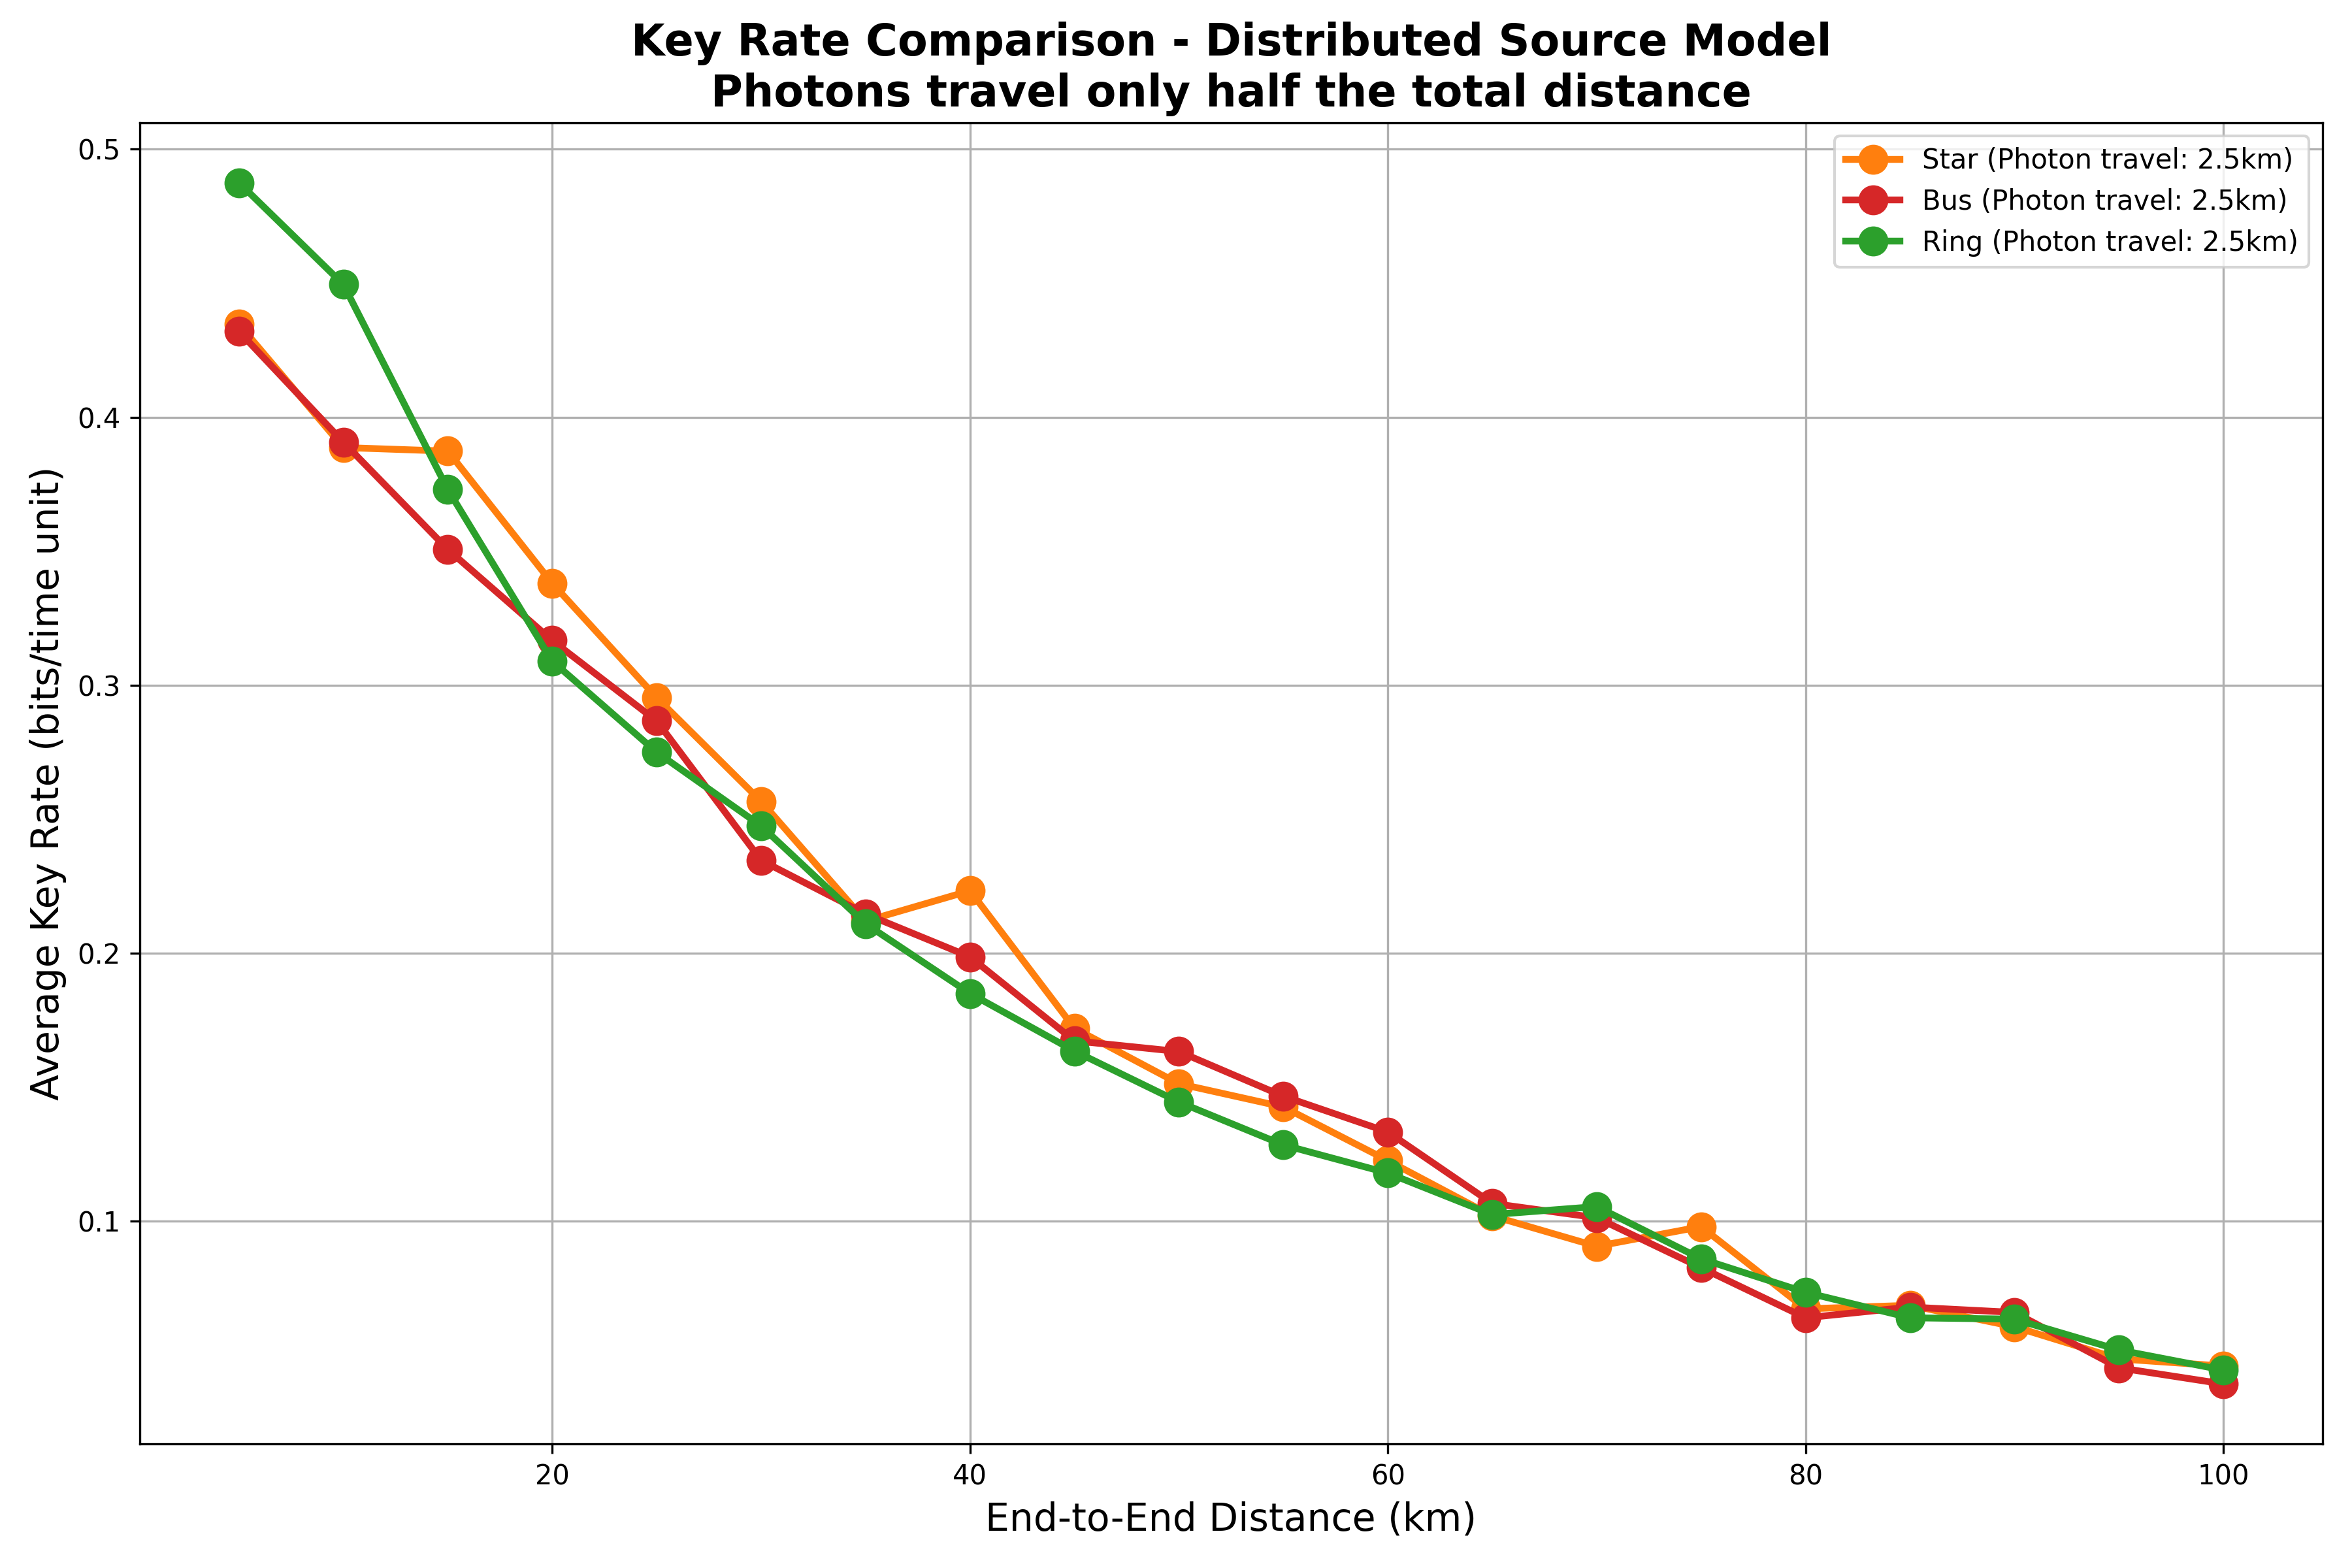 Key Rate Comparison - Distributed Source Model
Photons travel only half the total distance
Star (Photon travel: 2.5km)
Bus (Photon travel: 2.5km)
Ring (Photon travel: 2.5km)
Average Key Rate (bits/time unit)
0.5
0.4
0.3
0.2
0.1
20
40
60
80
100
End-to-End Distance (km)